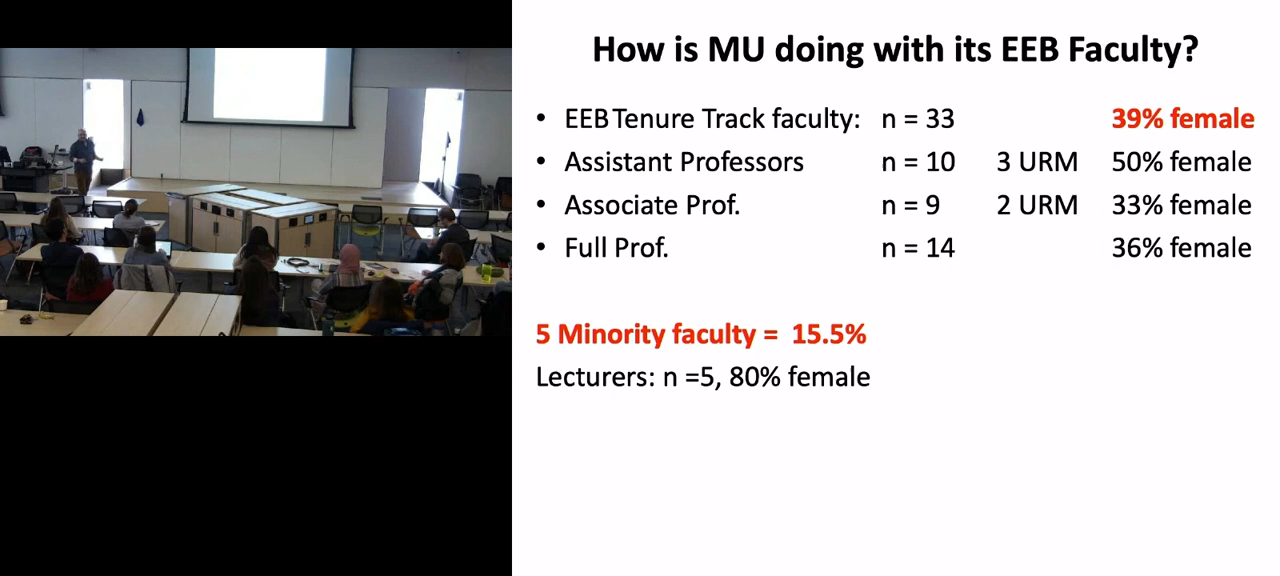 How is MU doing with its EEB Faculty?
• EEB Tenure Track faculty: n = 33 39% female
• Assistant Professors n = 10 3 URM 50% female
• Associate Prof. n = 9 2 URM 33% female
• Full Prof. n = 14 36% female
5 Minority faculty = 15.5%
Lecturers: n =5, 80% female